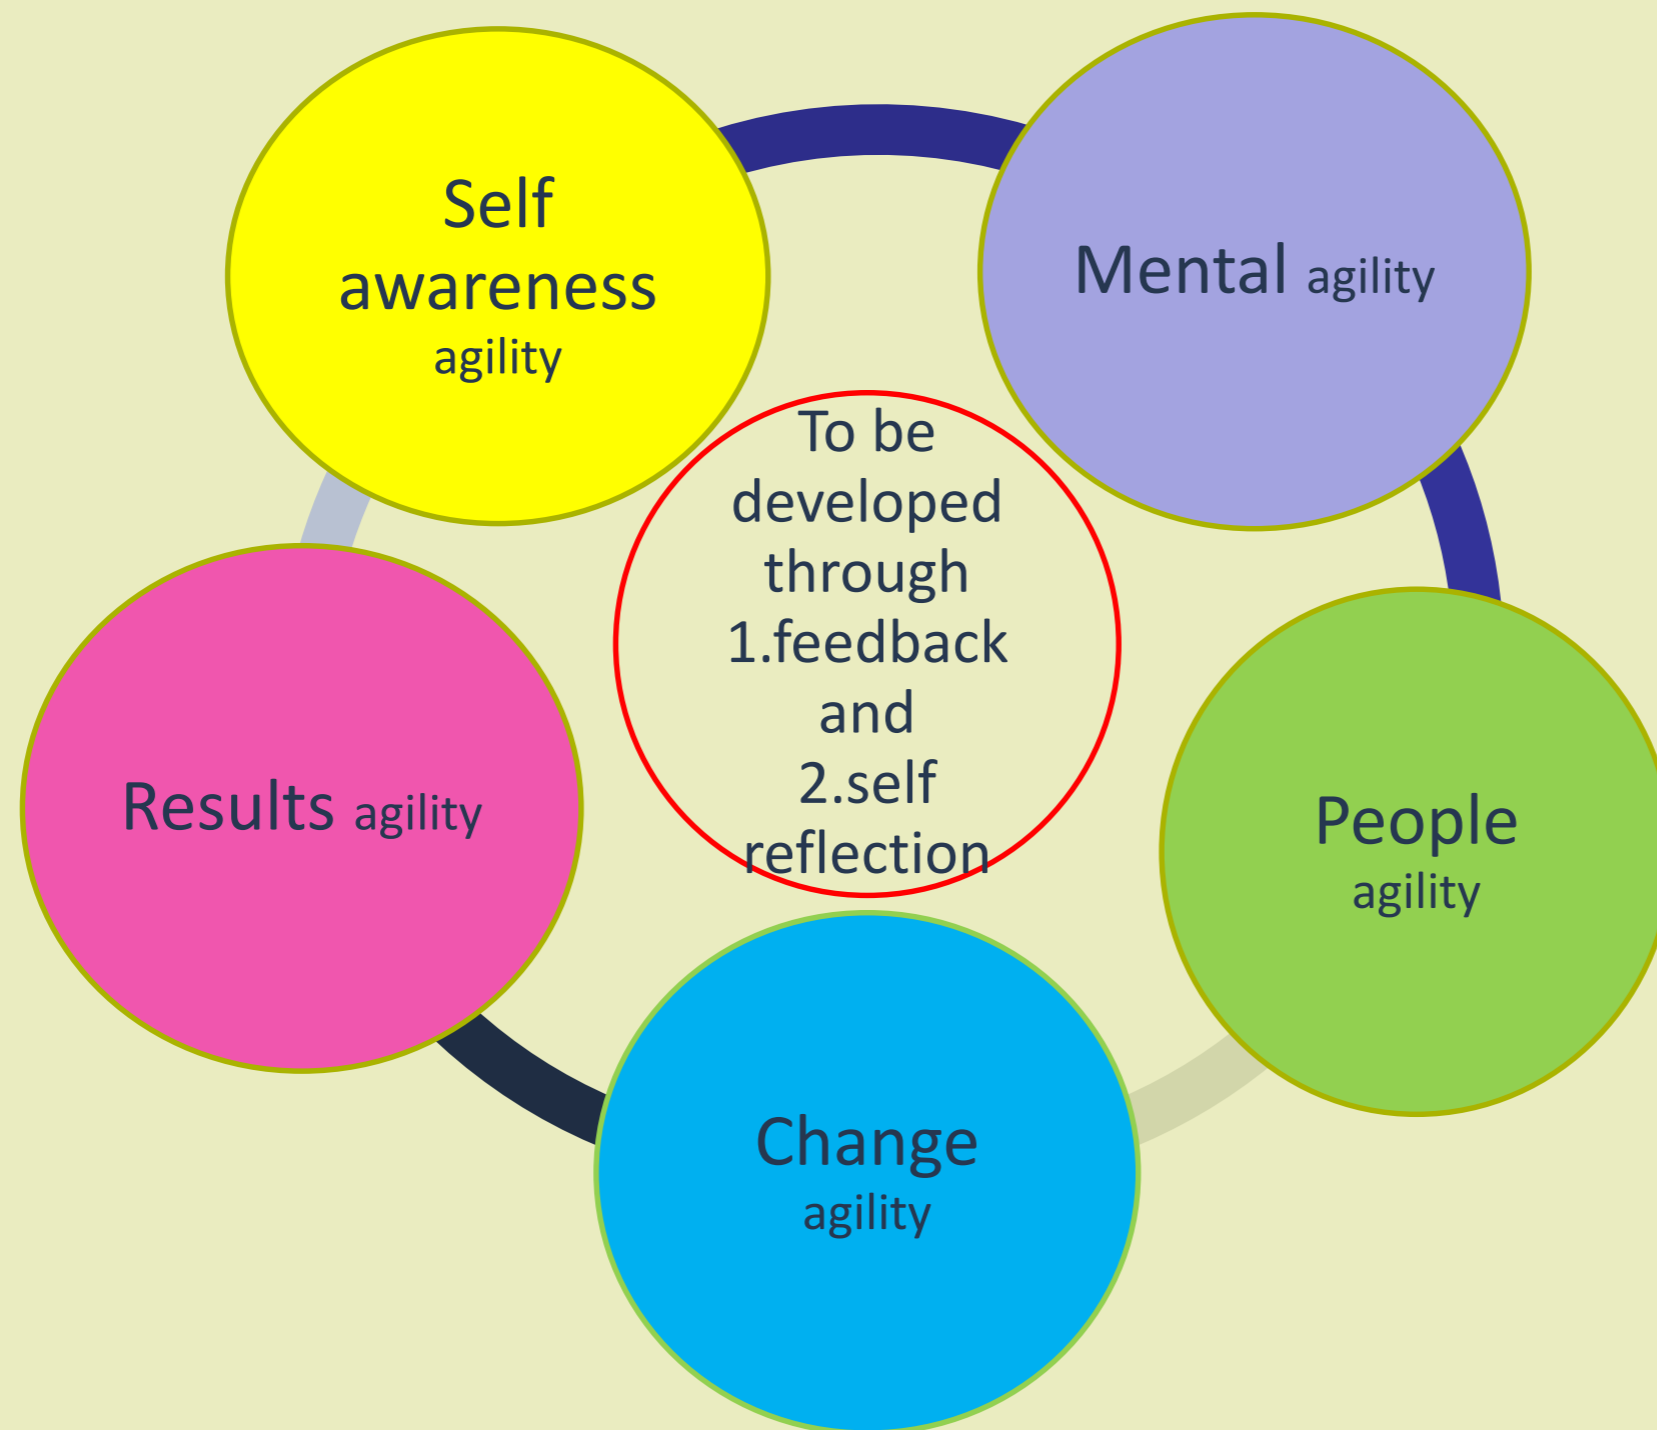 Self
awareness
agility
Mental agility
To be
developed
through
1.feedback
and
2.self
reflection
Results agility
People
agility
Change
agility